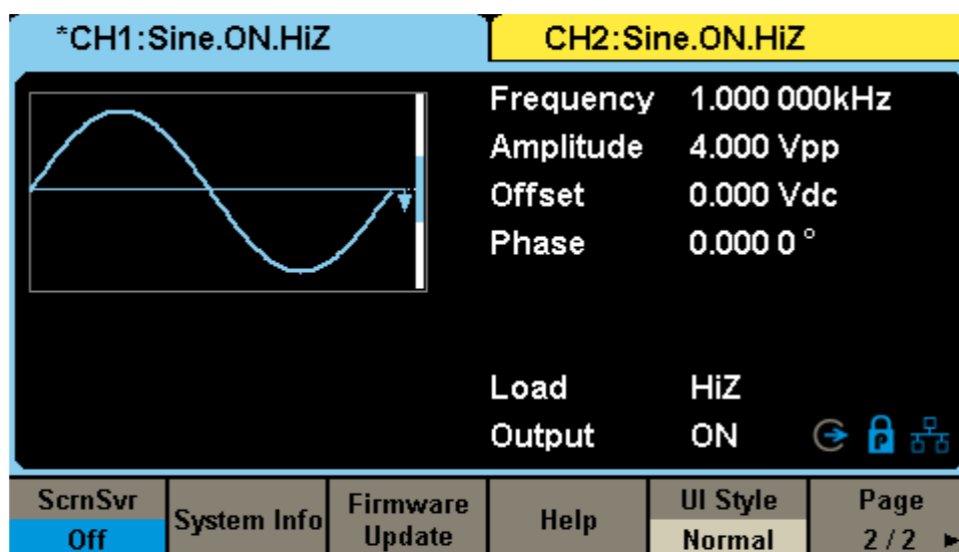 *CH1:Sine.ON.HiZ CH2:Sine.ON.HiZ
Frequency 1.000 000kHz
Amplitude 4.000 Vpp
Offset 0.000 Vdc
Phase 0.000 0 °
Load HiZ
Output ON P
ScrnSvr Off
System Info
Firmware Update
Help
UI Style Normal
Page 2 / 2 ►